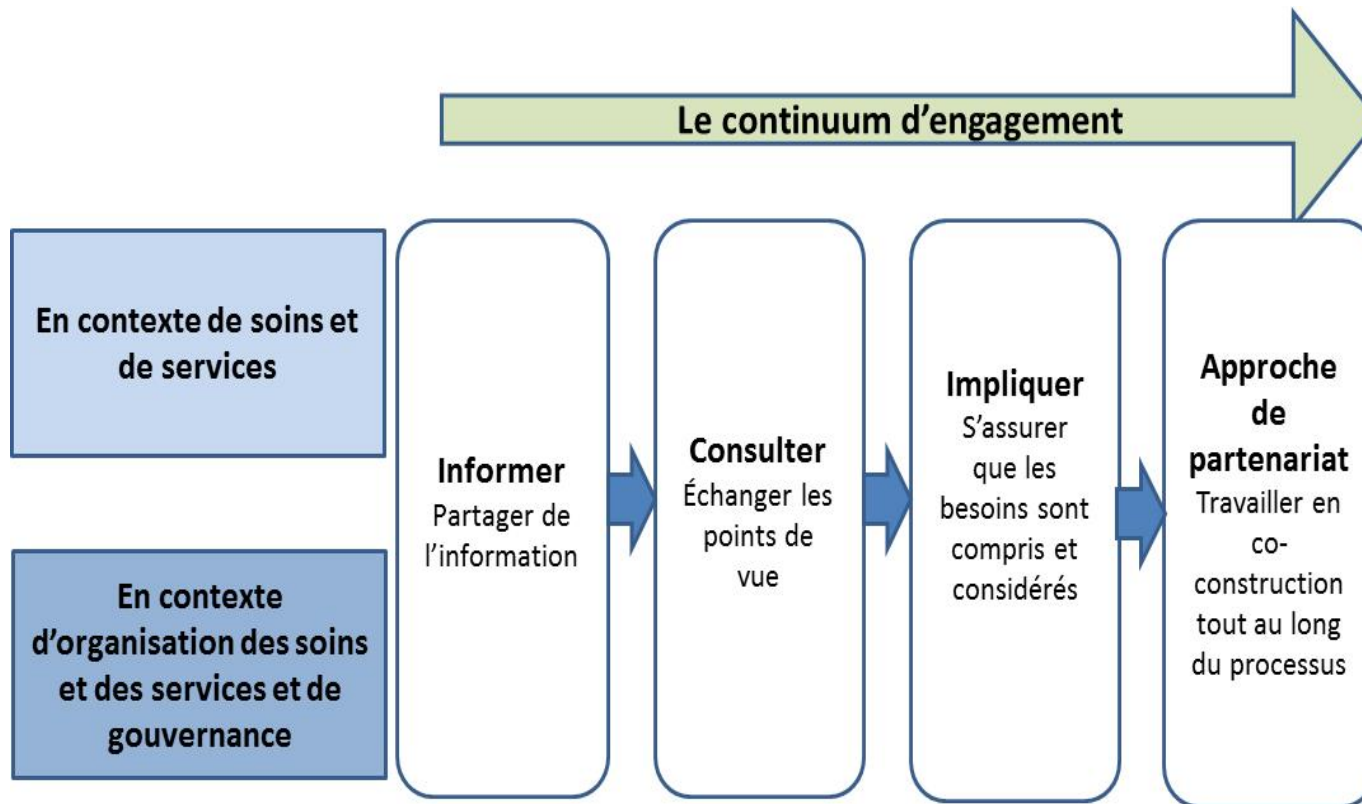 Le continuum d'engagement
En contexte de soins et
de services
En contexte
d'organisation des soins
et des services et de
gouvernance
Informer
Partager de
l'information
Consulter
Échanger les
points de
vue
Impliquer
S'assurer
que les
besoins sont
compris et
considérés
Approche
de
partenariat
Travailler en
co-
construction
tout au long
du processus